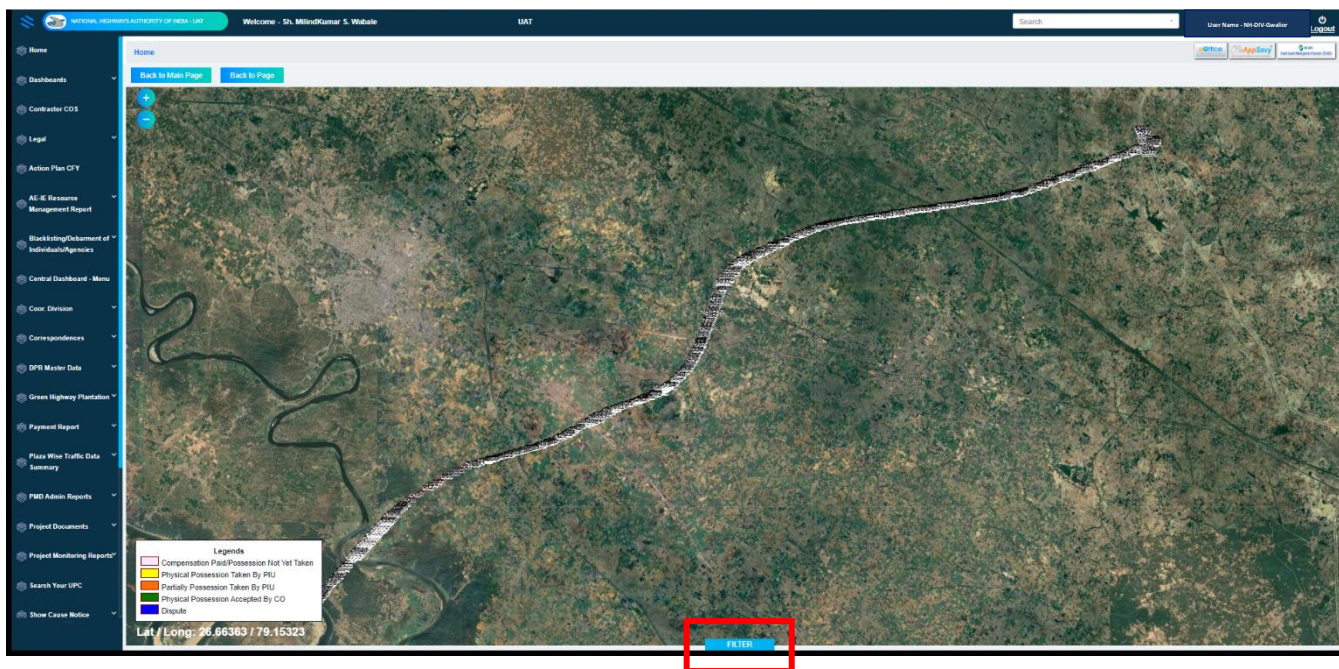 NATIONAL HIGHWAYS AUTHORITY OF INDIA - UAT
Welcome - Sh. MilindKumar S. Wabale
UAT
Search
User Name - NH-DIV-Gwalior
Logout
Home
Home
eOffice
AppSavy
Dashboards
Back to Main Page
Back to Page
+
−
Contractor COS
Legal
Action Plan CFY
AE-IE Resource
Management Report
Blacklisting/Debarment of
Individuals/Agencies
Central Dashboard - Menu
Coor. Division
Correspondences
DPR Master Data
Green Highway Plantation
Payment Report
Plaza Wise Traffic Data
Summary
PMD Admin Reports
Project Documents
Project Monitoring Reports
Search Your UPC
Show Cause Notice
Legends
Compensation Paid/Possession Not Yet Taken
Physical Possession Taken By PIU
Partially Possession Taken By PIU
Physical Possession Accepted By CO
Dispute
Lat / Long: 26.66363 / 79.15323
FILTER